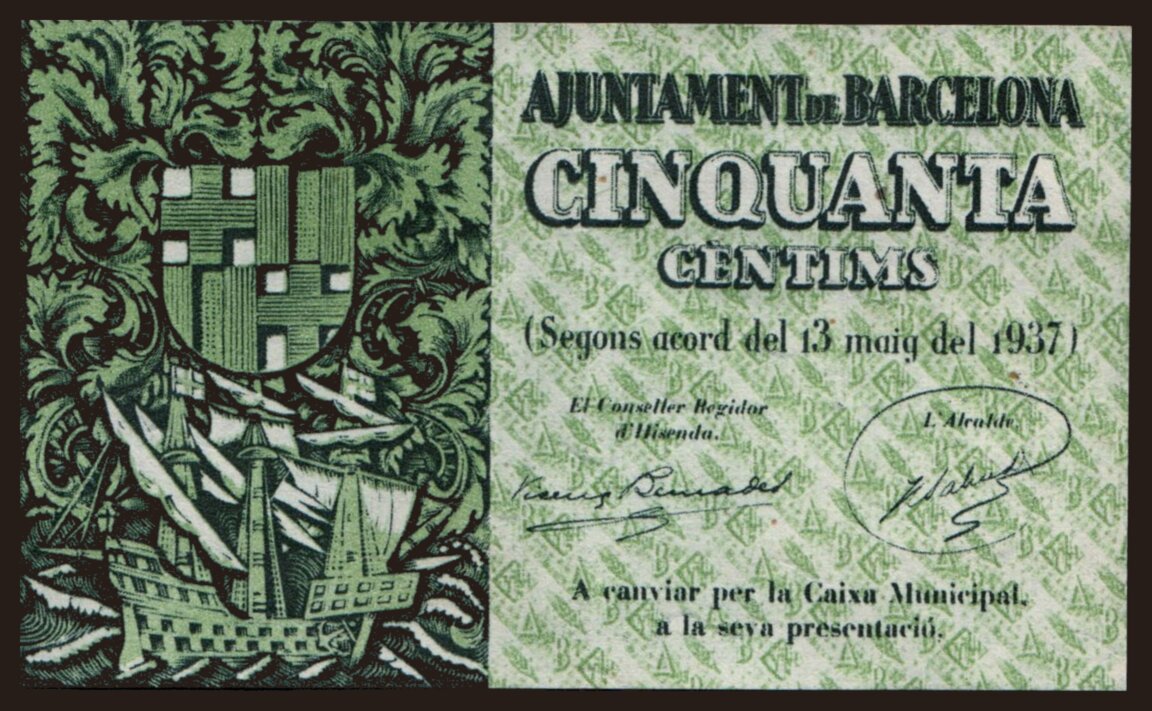 AJUNTAMENT DE BARCELONA
CINQUANTA
CÈNTIMS
(Segons acord del 13 maig del 1937)
El Conseller Regidor
d'Hisenda.
L'Alcalde,
A canviar per la Caixa Municipal,
a la seva presentació.